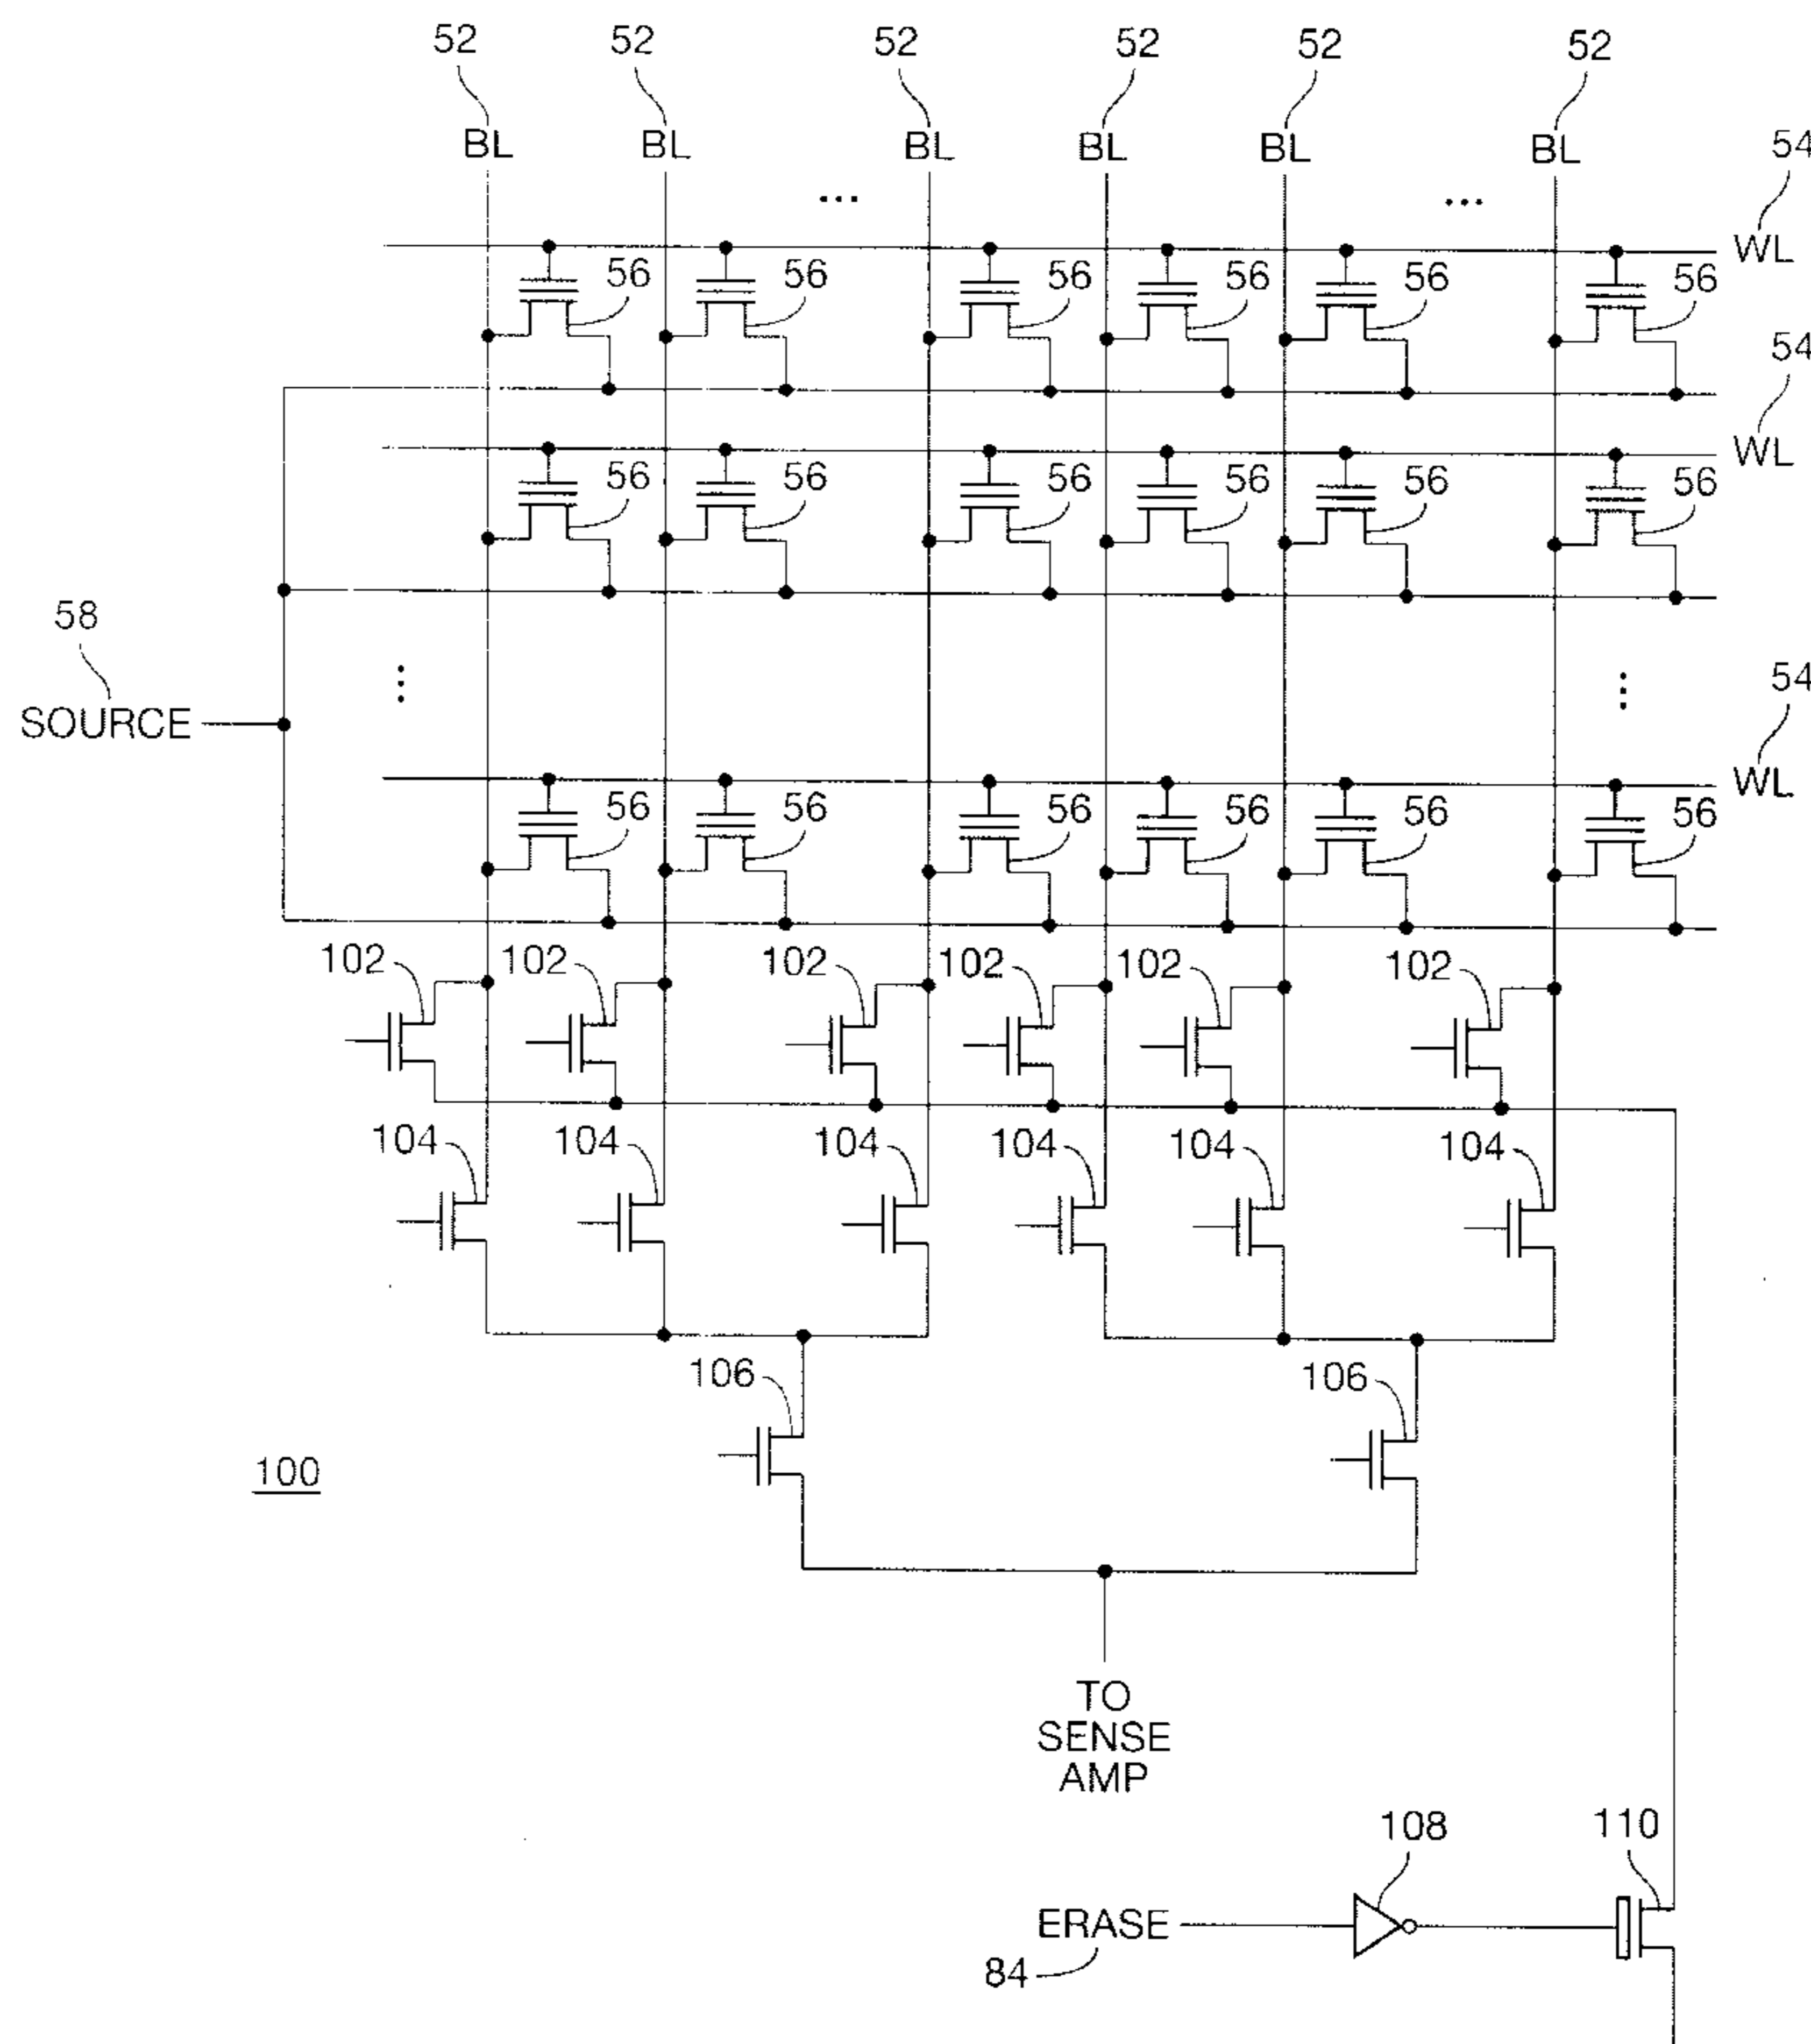 52 52 52 52 52 52
BL BL BL BL BL BL
54
... ...
WL
56 56 56 56 56 56
54
WL
56 56 56 56 56 56
58
SOURCE
54
WL
56 56 56 56 56 56
102 102 102 102 102 102
104 104 104 104 104 104
106 106
100
TO
SENSE
AMP
108 110
ERASE
84